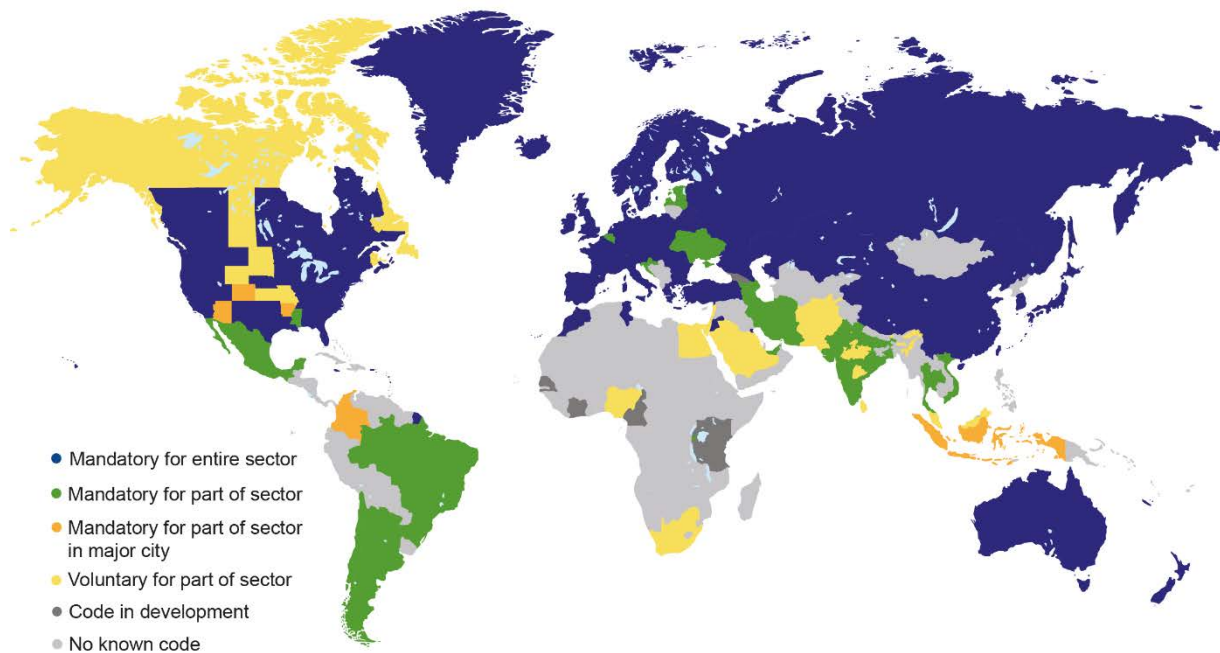 Mandatory for entire sector
Mandatory for part of sector
Mandatory for part of sector
in major city
Voluntary for part of sector
Code in development
No known code